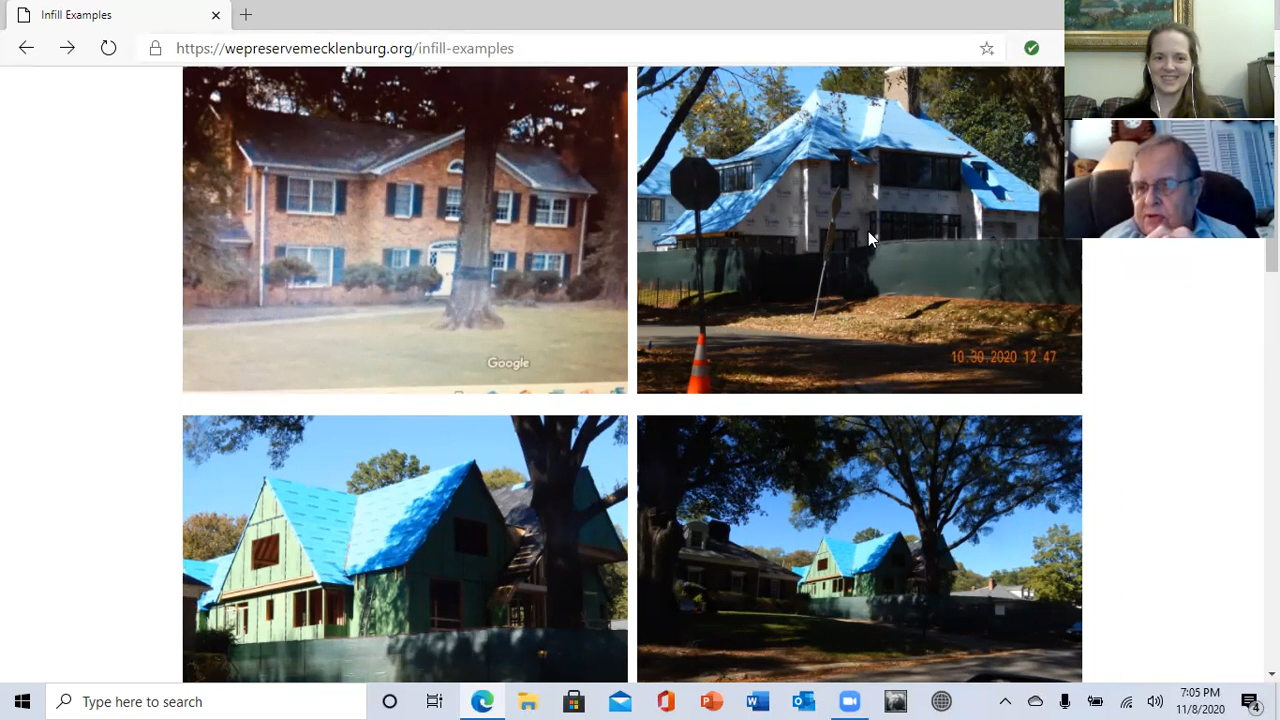 Infill Examples
https://wepreservemecklenburg.org/infill-examples
Google
10.30.2020 12 47
Type here to search
7:05 PM
11/8/2020
4